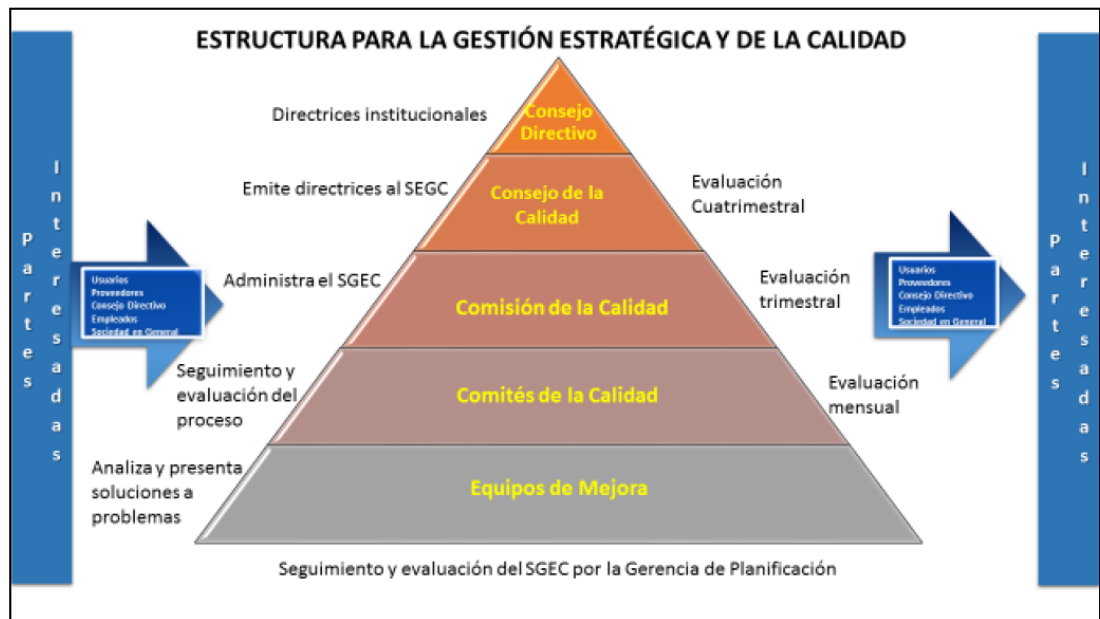 ESTRUCTURA PARA LA GESTIÓN ESTRATÉGICA Y DE LA CALIDAD
Partes
Interesadas
Usuarios
Proveedores
Consejo Directivo
Empleados
Sociedad en General
Directrices institucionales
Consejo
Directivo
Emite directrices al SEGC
Consejo de la
Calidad
Evaluación
Cuatrimestral
Administra el SGEC
Comisión de la Calidad
Evaluación
trimestral
Seguimiento y
evaluación del
proceso
Comités de la Calidad
Evaluación
mensual
Analiza y presenta
soluciones a
problemas
Equipos de Mejora
Seguimiento y evaluación del SGEC por la Gerencia de Planificación
Usuarios
Proveedores
Consejo Directivo
Empleados
Sociedad en General
Partes
Interesadas